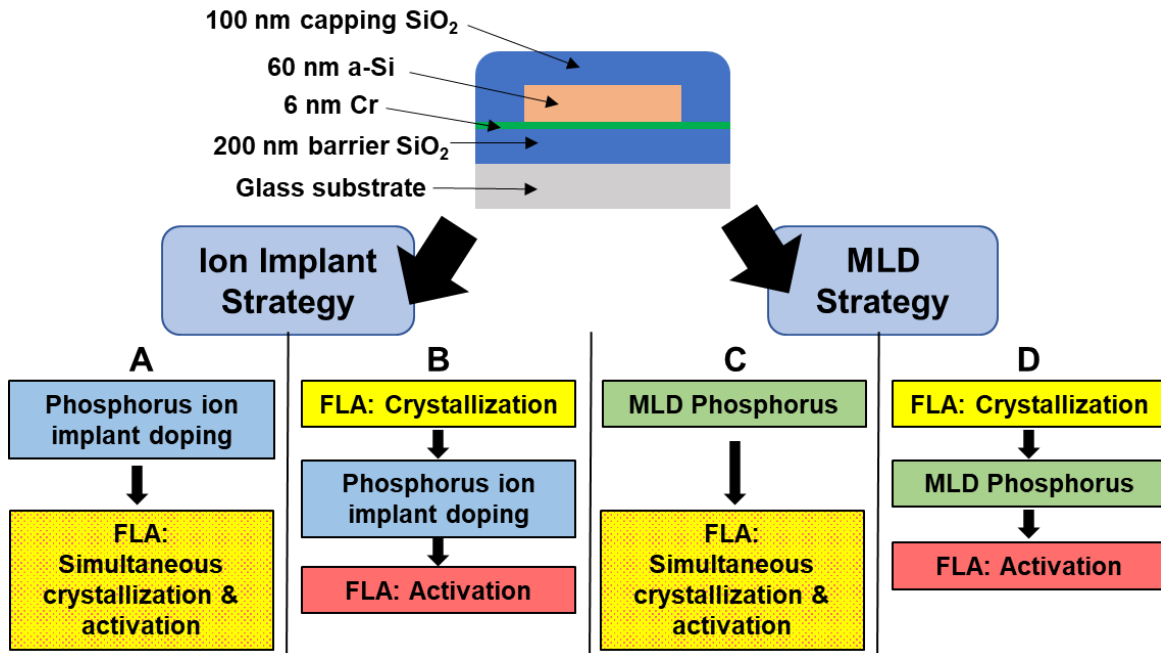 100 nm capping SiO₂
60 nm a-Si
6 nm Cr
200 nm barrier SiO₂
Glass substrate
Ion Implant
Strategy
MLD
Strategy
A
Phosphorus ion
implant doping
FLA:
Simultaneous
crystallization &
activation
B
FLA: Crystallization
Phosphorus ion
implant doping
FLA: Activation
C
MLD Phosphorus
FLA:
Simultaneous
crystallization &
activation
D
FLA: Crystallization
MLD Phosphorus
FLA: Activation